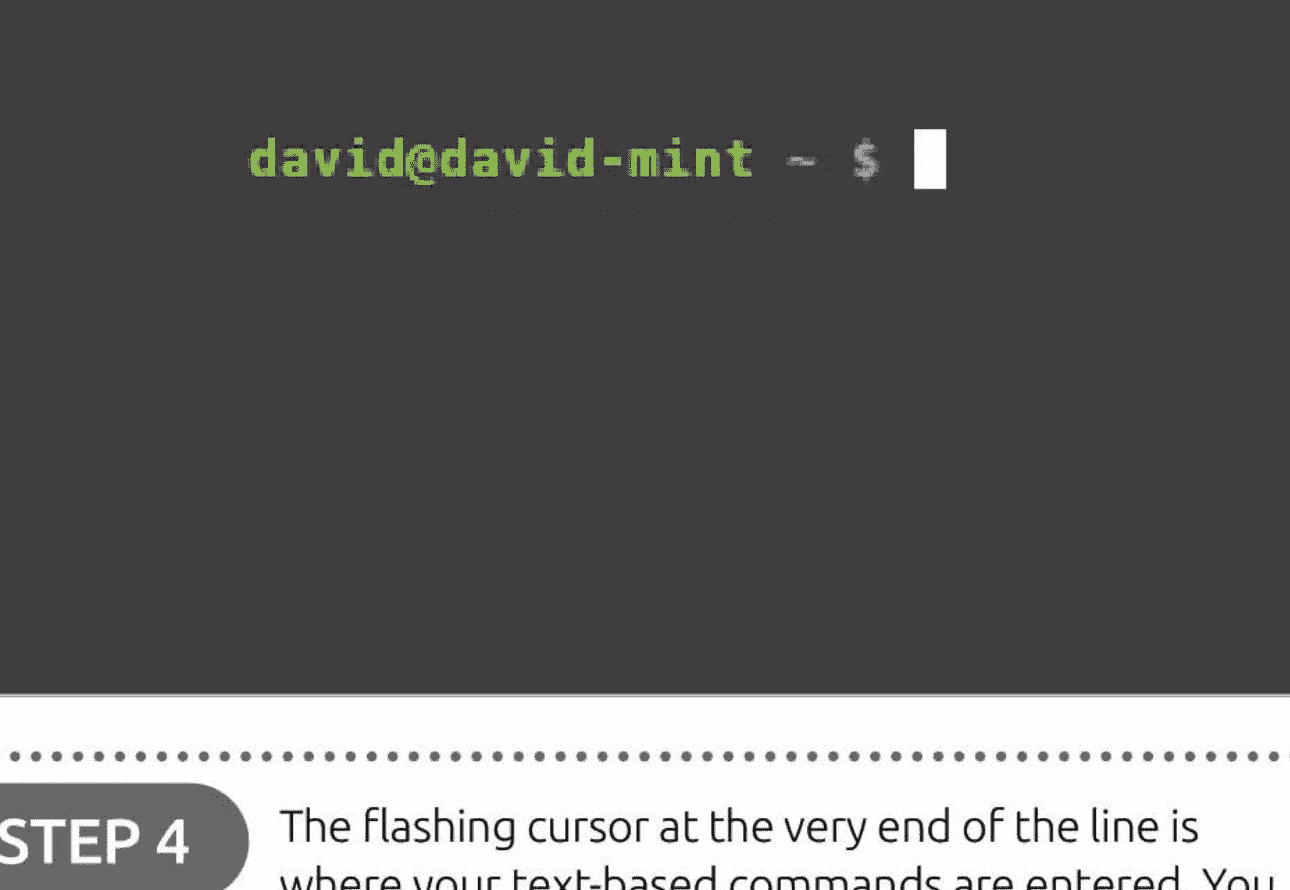 david@david-mint ~ $
STEP 4
The flashing cursor at the very end of the line is
where your text-based commands are entered. You